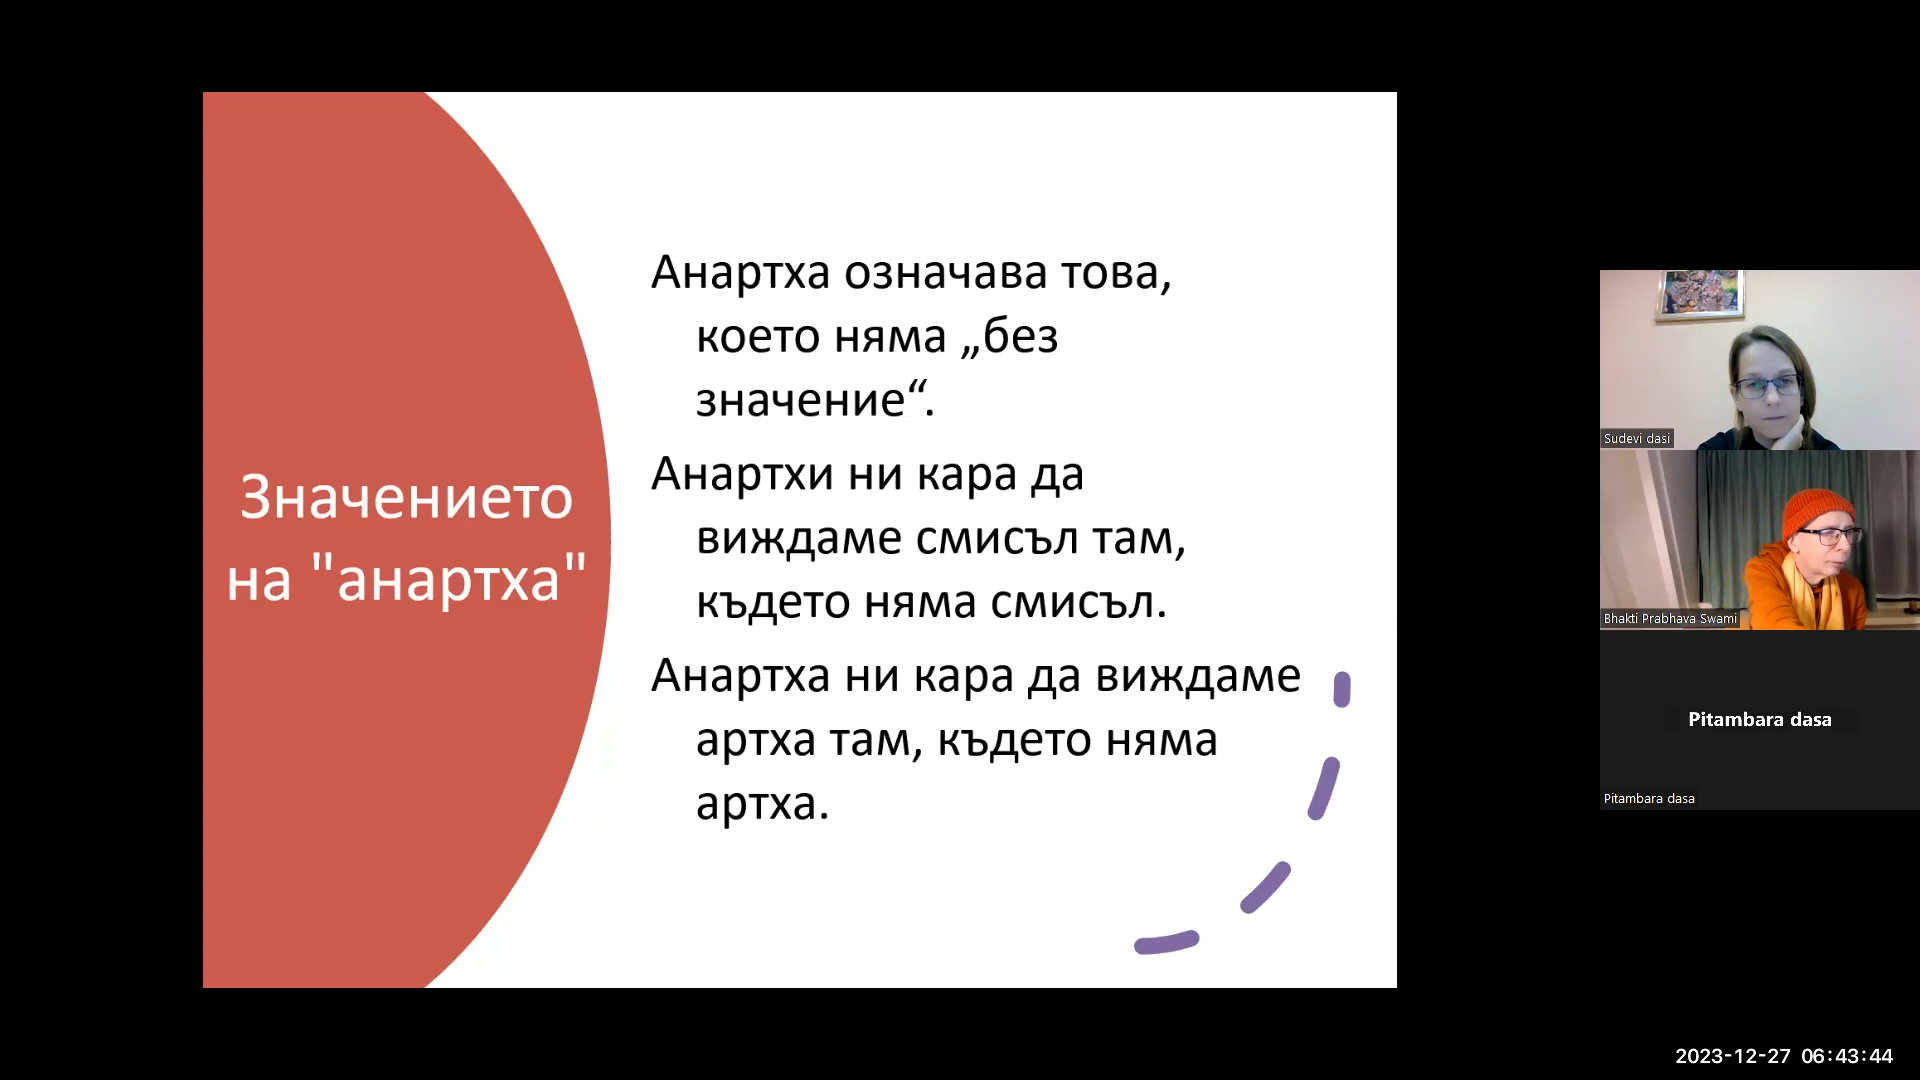 Значението
на "анартха"
Анартха означава това,
което няма „без
значение“.
Анартхи ни кара да
виждаме смисъл там,
където няма смисъл.
Анартха ни кара да виждаме
артха там, където няма
артха.
Sudevi dasi
Bhakti Prabhava Swami
Pitambara dasa
Pitambara dasa
2023-12-27 06:43:44